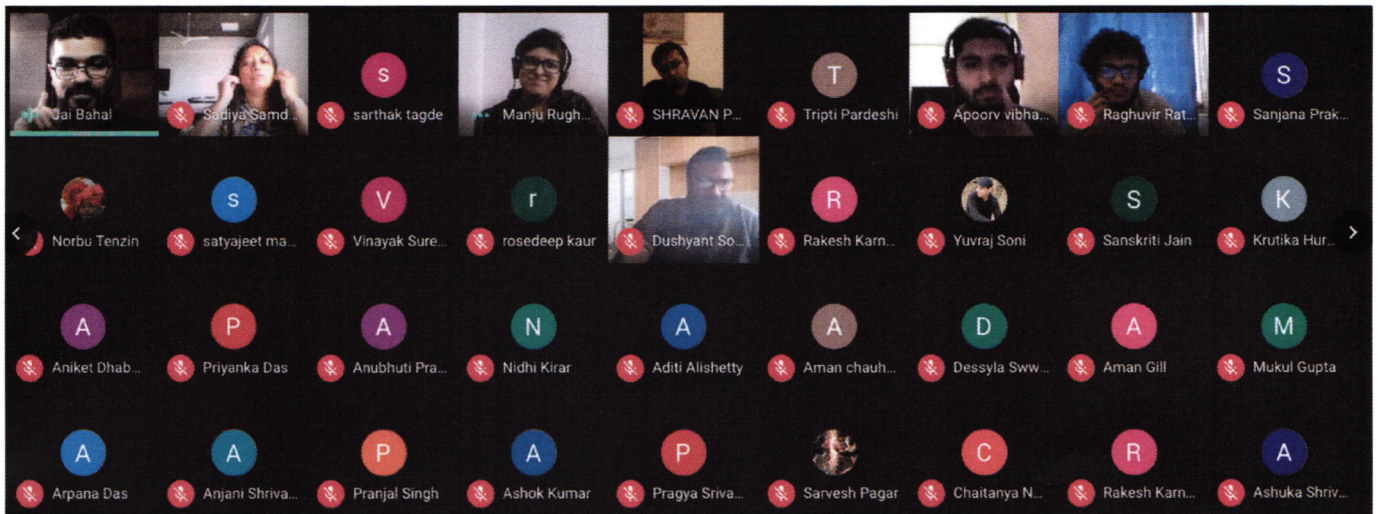 Jai Bahal
Sadiya Samd...
s
sarthak tagde
Manju Rugh...
SHRAVAN P...
T
Tripti Pardeshi
Apoorv vibha...
Raghuvir Rat...
S
Sanjana Prak...
Norbu Tenzin
s
satyajeet ma...
V
Vinayak Sure...
r
rosedeep kaur
Dushyant So...
R
Rakesh Karn...
Yuvraj Soni
S
Sanskriti Jain
K
Krutika Hur...
A
Aniket Dhab...
P
Priyanka Das
A
Anubhuti Pra...
N
Nidhi Kirar
A
Aditi Alishetty
A
Aman chauh...
D
Dessyla Sww...
A
Aman Gill
M
Mukul Gupta
A
Arpana Das
A
Anjani Shriva...
P
Pranjal Singh
A
Ashok Kumar
P
Pragya Sriva...
Sarvesh Pagar
C
Chaitanya N...
R
Rakesh Karn...
A
Ashuka Shriv...